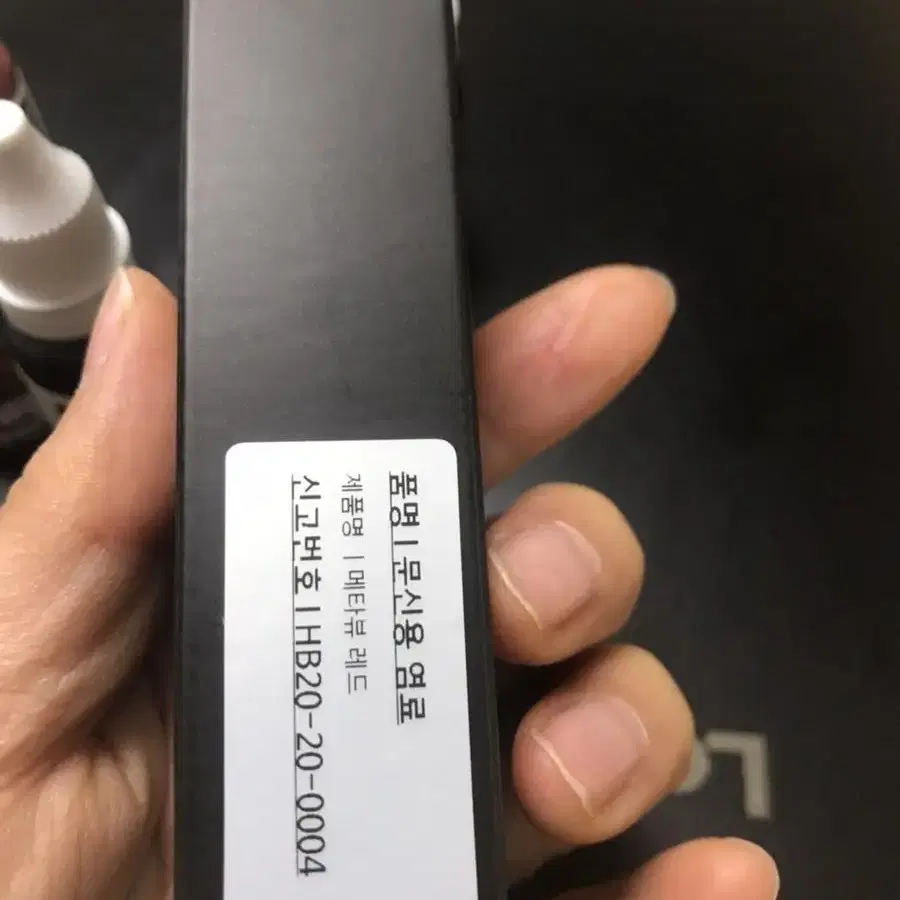 품명 | 문신용 염료
제품명 | 메타뷰 레드
신고번호 | HB20-20-0004